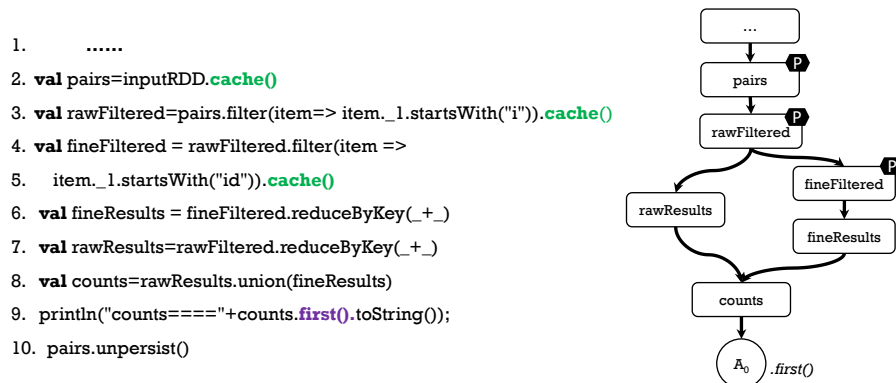 1. ......
2. val pairs=inputRDD.cache()
3. val rawFiltered=pairs.filter(item=> item._1.startsWith("i")).cache()
4. val fineFiltered = rawFiltered.filter(item =>
5. item._1.startsWith("id")).cache()
6. val fineResults = fineFiltered.reduceByKey(_+_)
7. val rawResults=rawFiltered.reduceByKey(_+_)
8. val counts=rawResults.union(fineResults)
9. println("counts===="+counts.first().toString());
10. pairs.unpersist()
...
P
pairs
P
rawFiltered
P
fineFiltered
rawResults
fineResults
counts
A₀ .first()